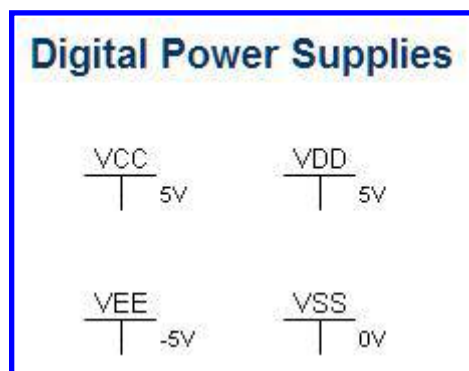 Digital Power Supplies
VCC VDD
5V 5V
VEE VSS
-5V 0V